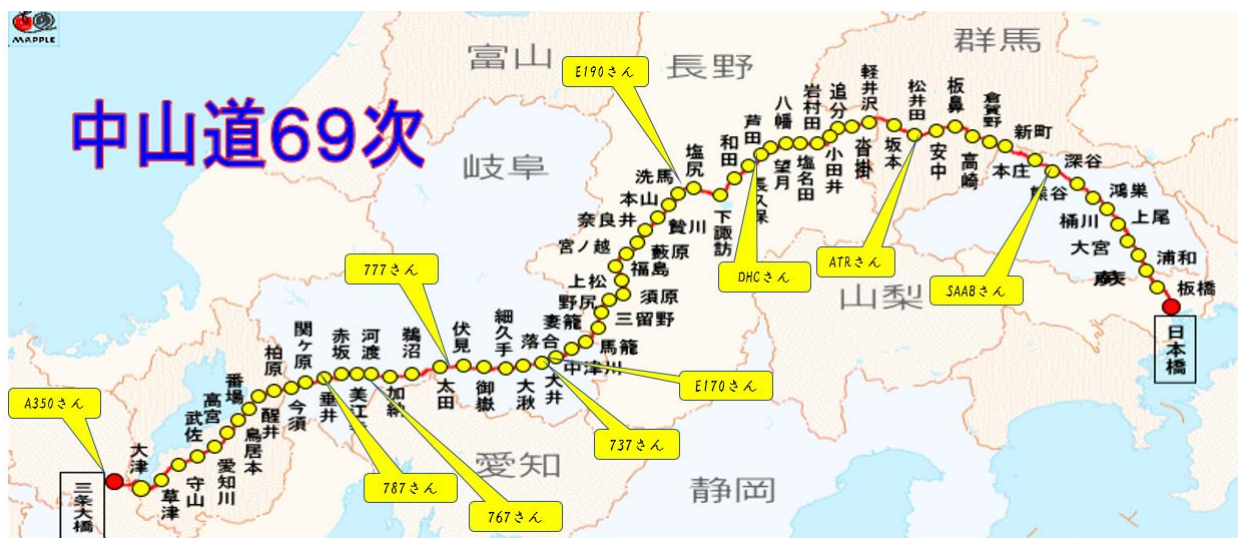 MAPPLE
中山道69次
富山
長野
群馬
岐阜
山梨
愛知
静岡
A350さん
777さん
787さん
767さん
737さん
E170さん
E190さん
DHCさん
ATRさん
SAABさん
三条大橋
大津
草津
守山
武佐
愛知川
高宮
鳥居本
番場
醒井
柏原
今須
関ヶ原
垂井
赤坂
河渡
加納
鵜沼
太田
伏見
御嶽
細久手
大湫
大井
中津川
落合
馬籠
妻籠
三留野
野尻
須原
上松
福島
宮ノ越
藪原
奈良井
贄川
本山
洗馬
塩尻
下諏訪
和田
長久保
芦田
望月
八幡
塩名田
岩村田
小田井
追分
沓掛
軽井沢
坂本
松井田
安中
板鼻
高崎
倉賀野
新町
本庄
深谷
熊谷
鴻巣
桶川
上尾
大宮
浦和
板橋
日本橋